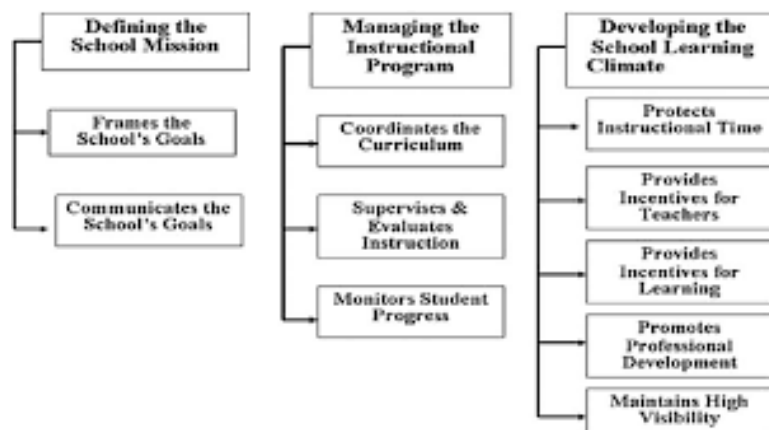 Defining the
School Mission
Frames the
School's Goals
Communicates the
School's Goals
Managing the
Instructional
Program
Coordinates the
Curriculum
Supervises &
Evaluates
Instruction
Monitors Student
Progress
Developing the
School Learning
Climate
Protects
Instructional Time
Provides
Incentives for
Teachers
Provides
Incentives for
Learning
Promotes
Professional
Development
Maintains High
Visibility